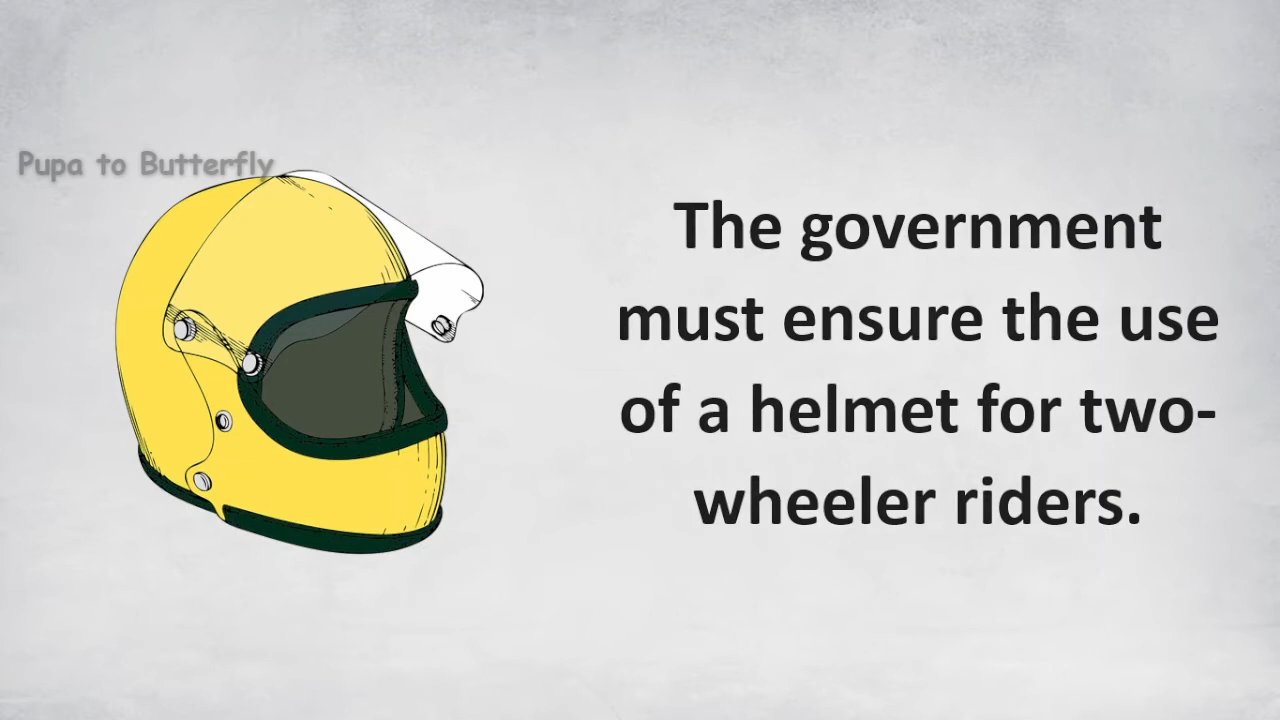 Pupa to Butterfly
The government
must ensure the use
of a helmet for two-
wheeler riders.